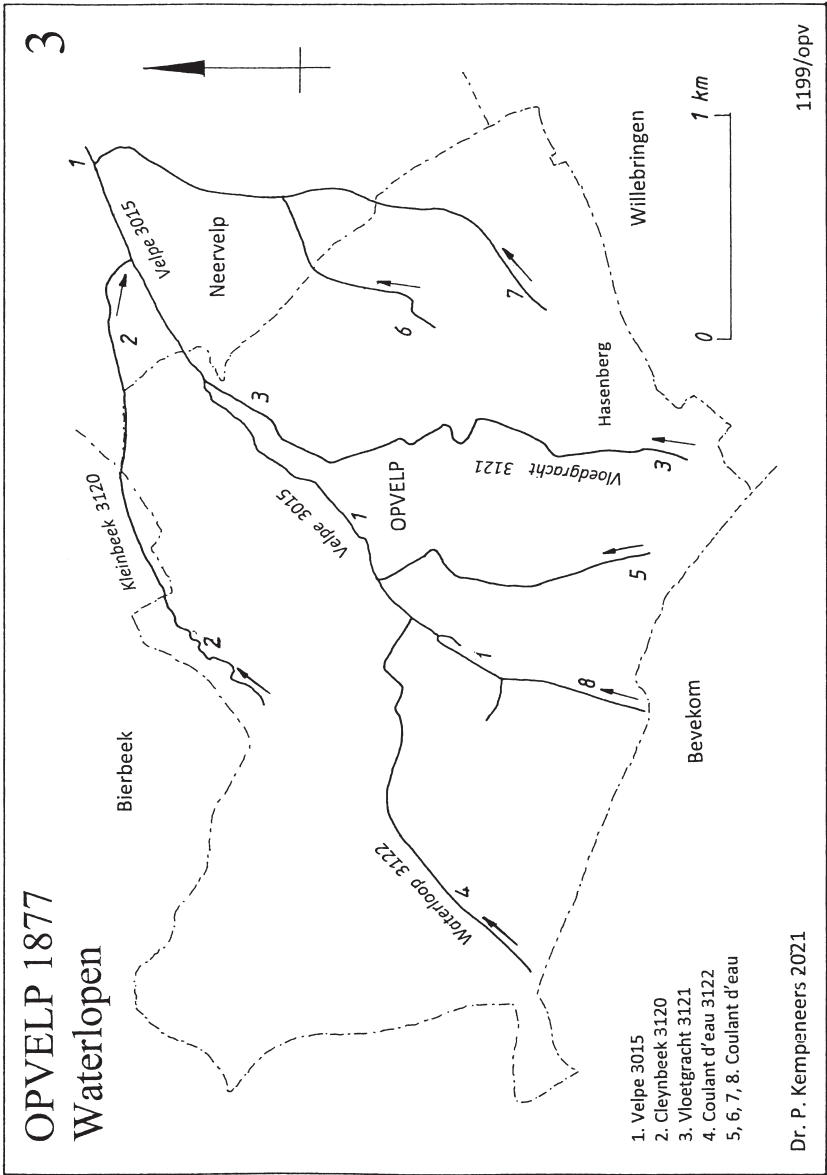 OPVELP 1877
Waterlopen
3
Bierbeek
Kleinbeek 3120
2
2
1
Velpe 3015
Neervelp
Velpe 3015
1
3
6
7
OPVELP
Vloedgracht 3121
3
Hasenberg
Willebringen
5
1
8
Bevekom
Waterloop 3122
4
0 1 km
1. Velpe 3015
2. Cleynbeek 3120
3. Vloetgracht 3121
4. Coulant d'eau 3122
5, 6, 7, 8. Coulant d'eau
Dr. P. Kempeneers 2021
1199/opv